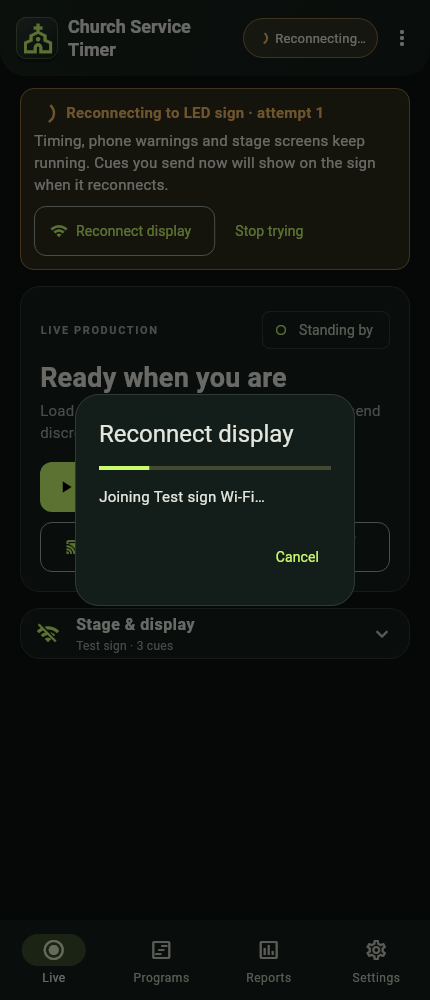 Church Service
Timer
Reconnecting…
Reconnecting to LED sign · attempt 1
Timing, phone warnings and stage screens keep
running. Cues you send now will show on the sign
when it reconnects.
Reconnect display
Stop trying
LIVE PRODUCTION
Standing by
Ready when you are
Load
end
discr
Reconnect display
Joining Test sign Wi-Fi…
Cancel
Stage & display
Test sign · 3 cues
Live
Programs
Reports
Settings